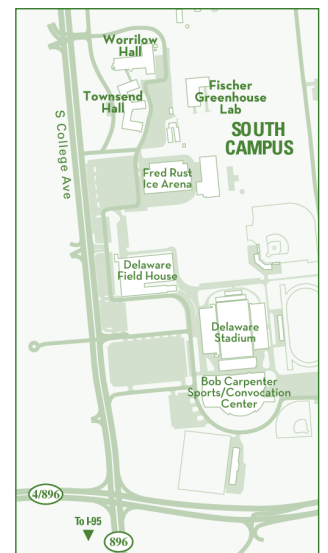 Worrilow
Hall
Townsend
Hall
Fischer
Greenhouse
Lab
SOUTH
CAMPUS
S College Ave
Fred Rust
Ice Arena
Delaware
Field House
Delaware
Stadium
Bob Carpenter
Sports/Convocation
Center
4/896
To I-95
896